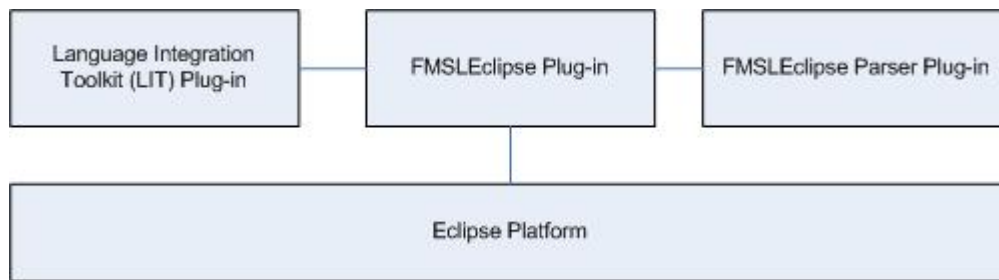 Language Integration
Toolkit (LIT) Plug-in
FMSLEclipse Plug-in
FMSLEclipse Parser Plug-in
Eclipse Platform